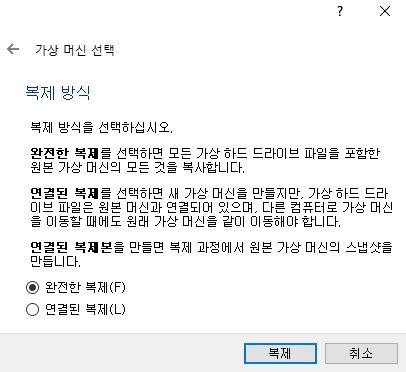 ?
가상 머신 선택
복제 방식
복제 방식을 선택하십시오.
완전한 복제를 선택하면 모든 가상 하드 드라이브 파일을 포함한
원본 가상 머신의 모든 것을 복사합니다.
연결된 복제를 선택하면 새 가상 머신을 만들지만, 가상 하드 드라
이브 파일은 원본 머신과 연결되어 있으며, 다른 컴퓨터로 가상 머신
을 이동할 때에도 원래 가상 머신을 같이 이동해야 합니다.
연결된 복제본을 만들면 복제 과정에서 원본 가상 머신의 스냅샷을
만듭니다.
완전한 복제(F)
연결된 복제(L)
복제
취소